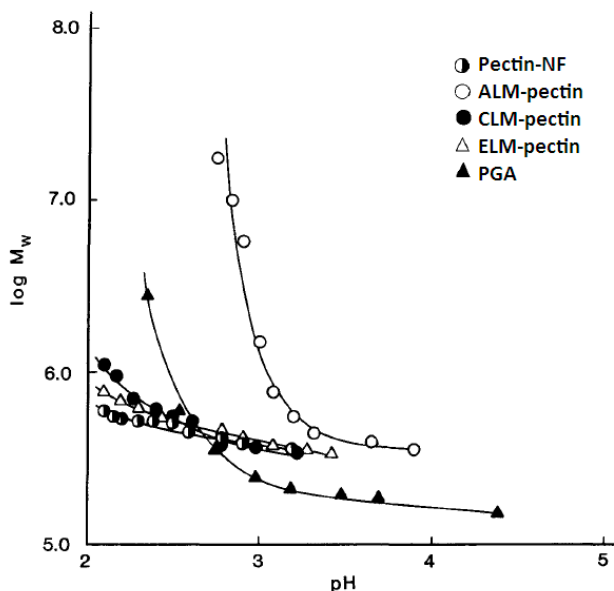 8.0
7.0
6.0
5.0
log Mw
Pectin-NF
ALM-pectin
CLM-pectin
ELM-pectin
PGA
2 3 4 5
pH